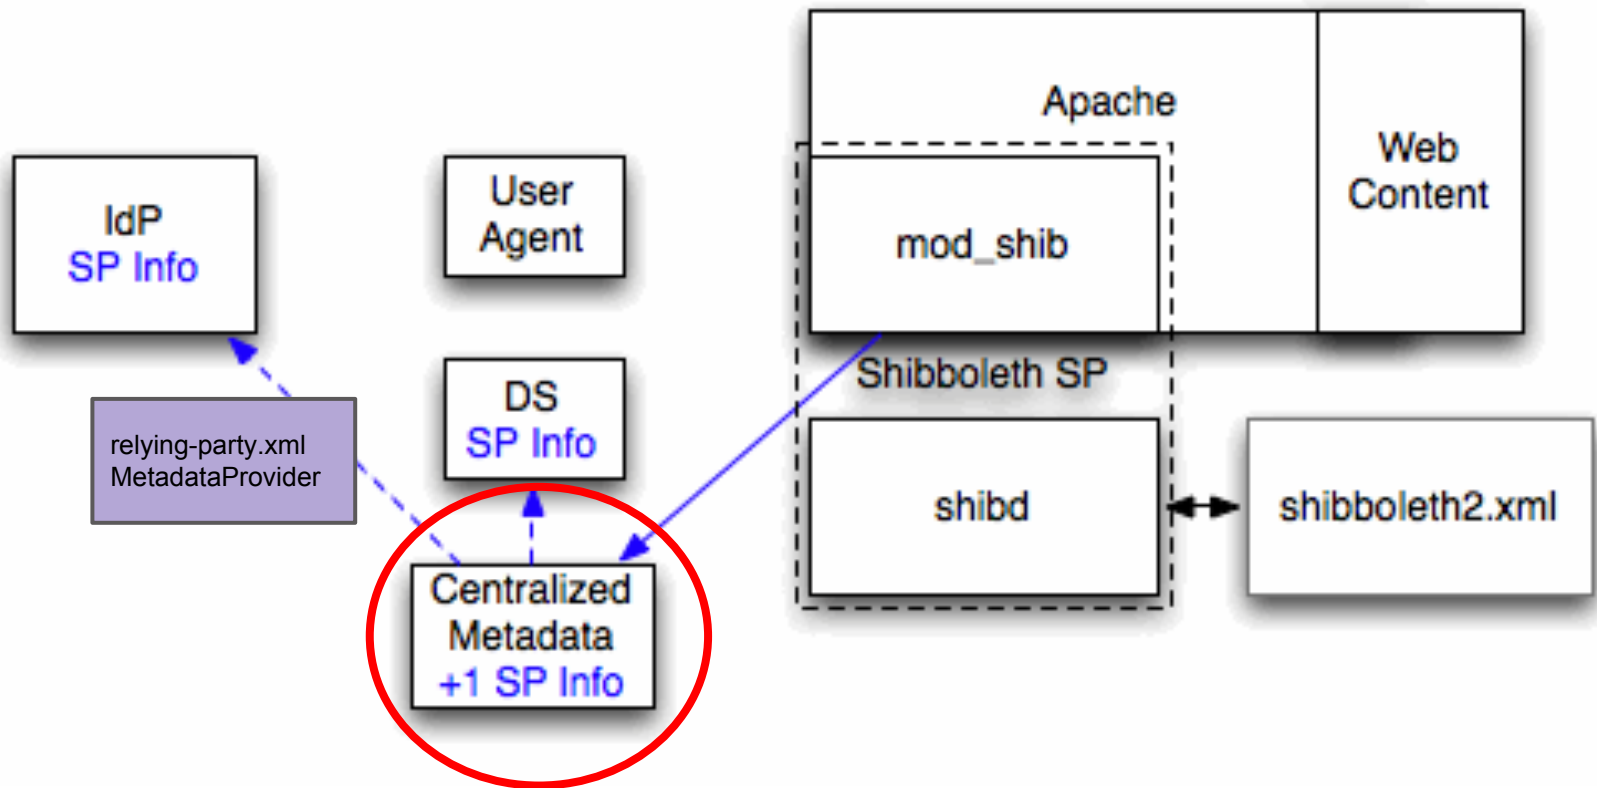 Apache
Web
Content
IdP
SP Info
User
Agent
mod_shib
Shibboleth SP
DS
SP Info
relying-party.xml
MetadataProvider
shibd
shibboleth2.xml
Centralized
Metadata
+1 SP Info